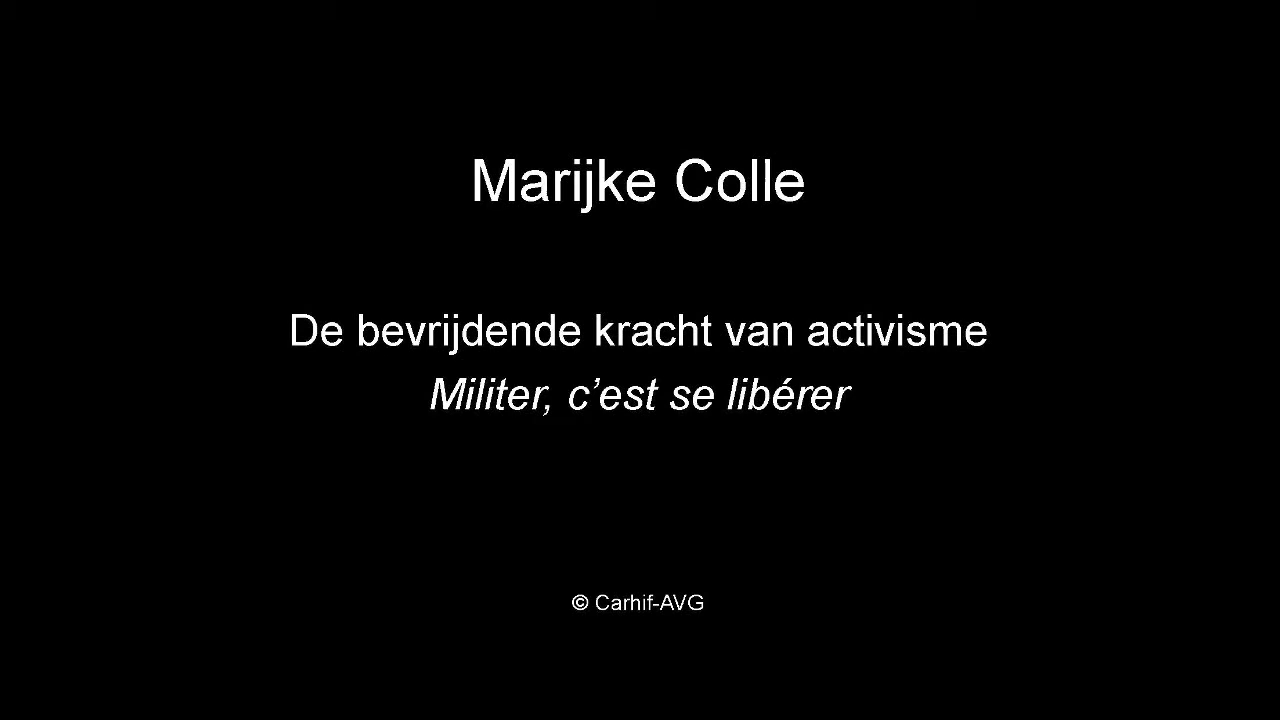 Marijke Colle
De bevrijdende kracht van activisme
Militer, c’est se libérer
© Carhif-AVG